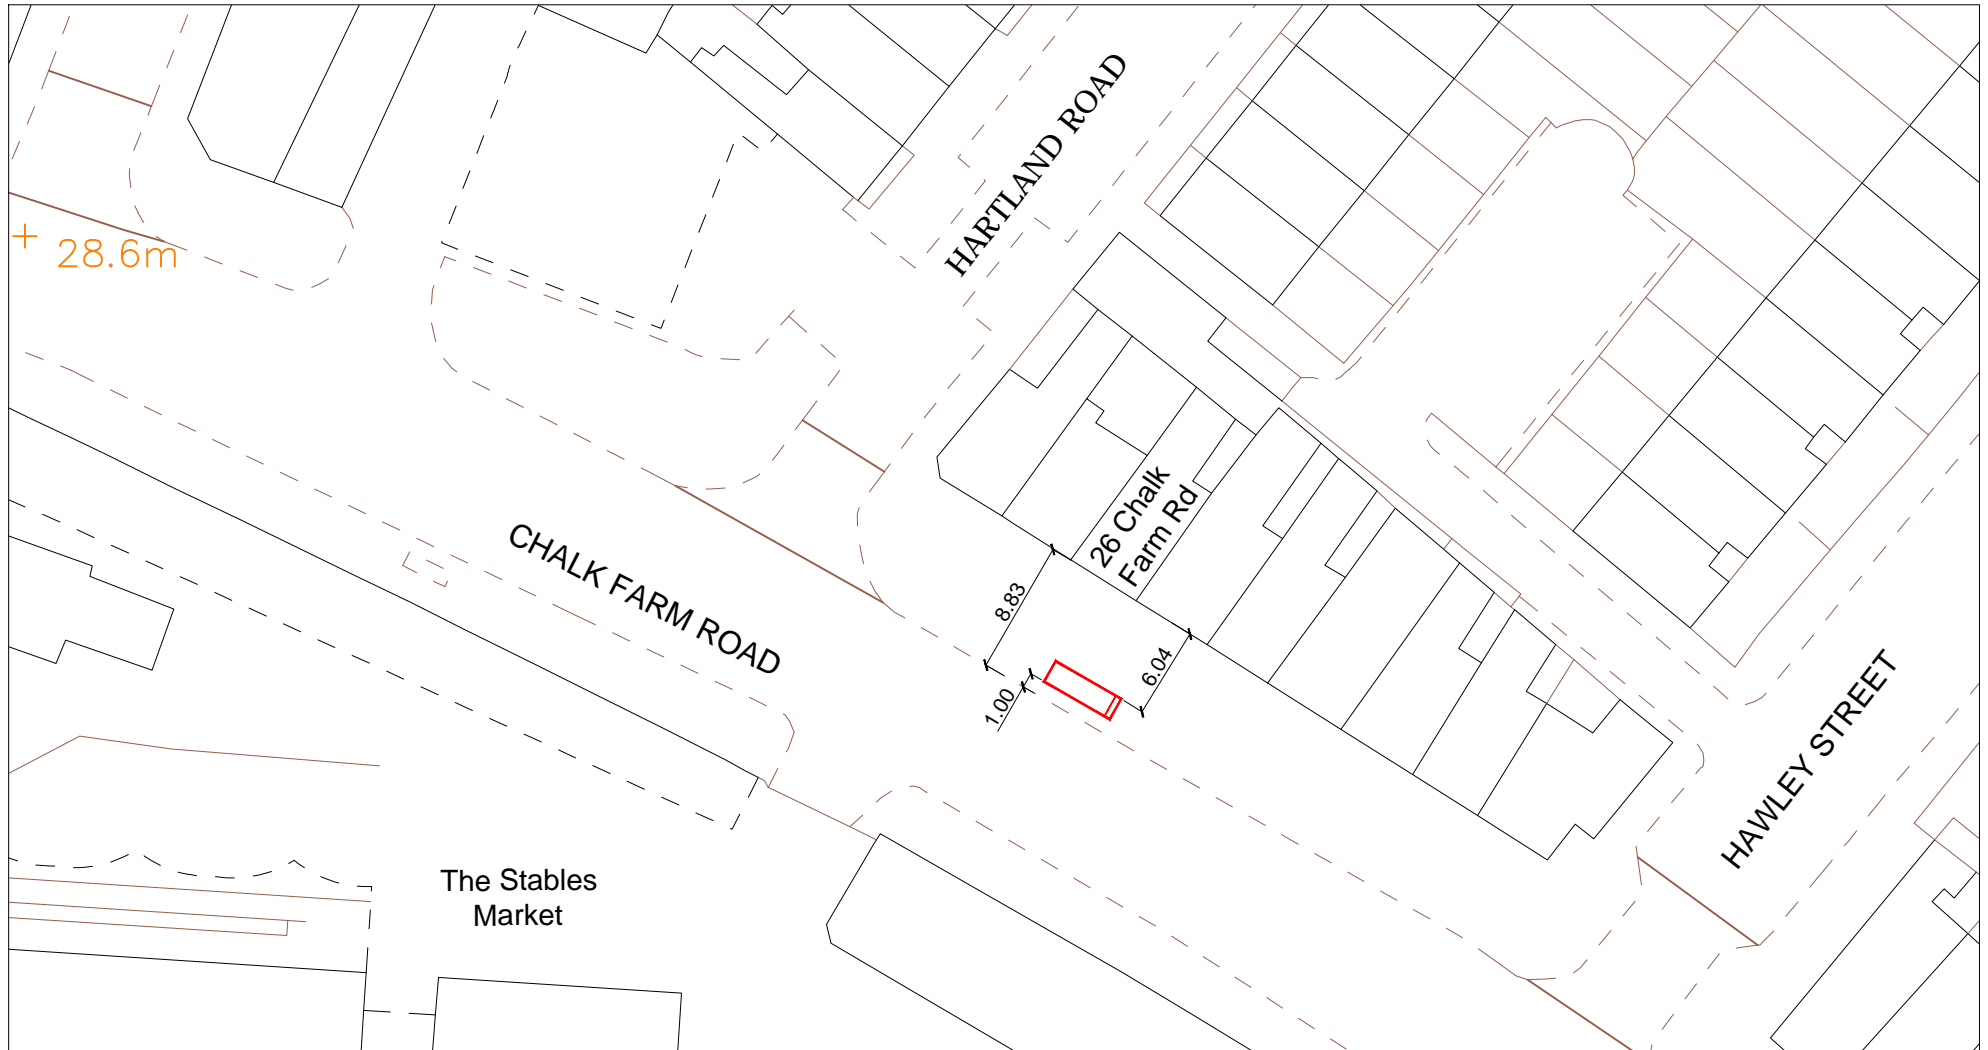 HARTLAND ROAD
28.6m
26 Chalk
Farm Rd
CHALK FARM ROAD
8.83
6.04
1.00
HAWLEY STREET
The Stables
Market